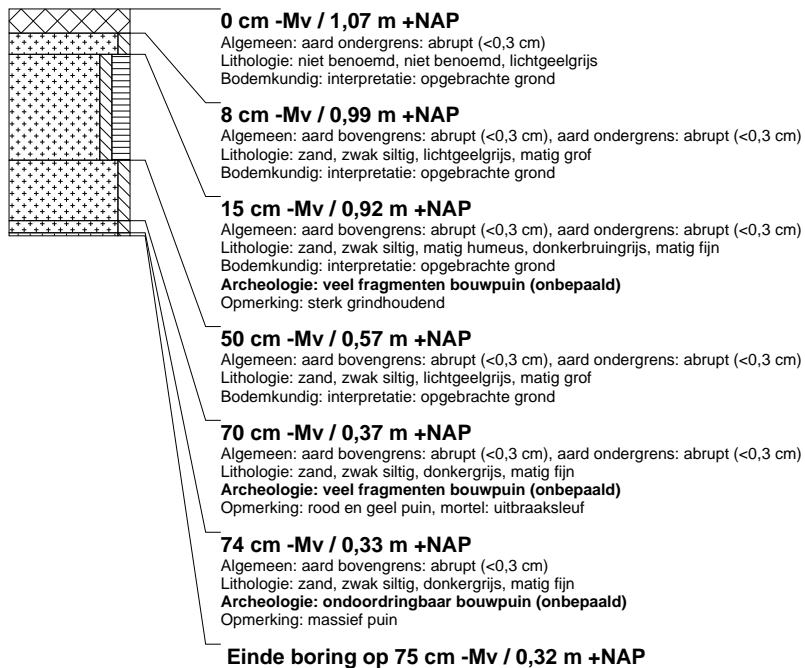 0 cm -Mv / 1,07 m +NAP
Algemeen: aard ondergrens: abrupt (<0,3 cm)
Lithologie: niet benoemd, niet benoemd, lichtgeelgrijs
Bodemkundig: interpretatie: opgebrachte grond
8 cm -Mv / 0,99 m +NAP
Algemeen: aard bovengrens: abrupt (<0,3 cm), aard ondergrens: abrupt (<0,3 cm)
Lithologie: zand, zwak siltig, lichtgeelgrijs, matig grof
Bodemkundig: interpretatie: opgebrachte grond
15 cm -Mv / 0,92 m +NAP
Algemeen: aard bovengrens: abrupt (<0,3 cm), aard ondergrens: abrupt (<0,3 cm)
Lithologie: zand, zwak siltig, matig humeus, donkerbruingrijs, matig fijn
Bodemkundig: interpretatie: opgebrachte grond
Archeologie: veel fragmenten bouwpuin (onbepaald)
Opmerking: sterk grindhoudend
50 cm -Mv / 0,57 m +NAP
Algemeen: aard bovengrens: abrupt (<0,3 cm), aard ondergrens: abrupt (<0,3 cm)
Lithologie: zand, zwak siltig, lichtgeelgrijs, matig grof
Bodemkundig: interpretatie: opgebrachte grond
70 cm -Mv / 0,37 m +NAP
Algemeen: aard bovengrens: abrupt (<0,3 cm), aard ondergrens: abrupt (<0,3 cm)
Lithologie: zand, zwak siltig, donkergrijs, matig fijn
Archeologie: veel fragmenten bouwpuin (onbepaald)
Opmerking: rood en geel puin, mortel: uitbraaksleuf
74 cm -Mv / 0,33 m +NAP
Algemeen: aard bovengrens: abrupt (<0,3 cm)
Lithologie: zand, zwak siltig, donkergrijs, matig fijn
Archeologie: ondoordringbaar bouwpuin (onbepaald)
Opmerking: massief puin
Einde boring op 75 cm -Mv / 0,32 m +NAP